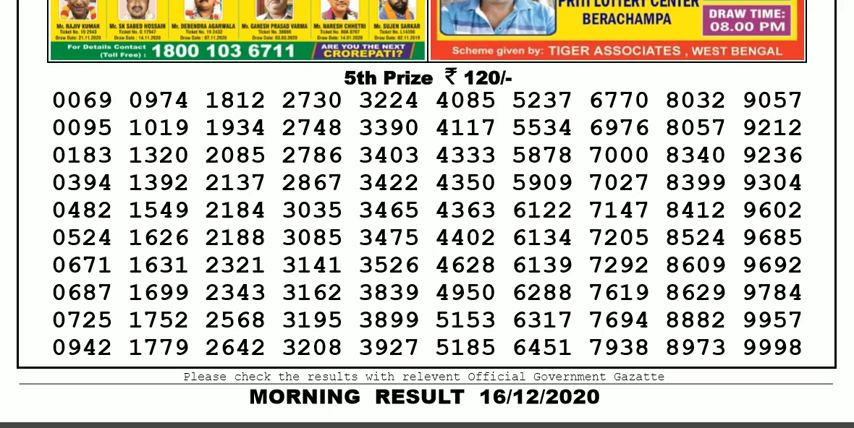 Mr. RAJIV KUMAR Mr. SK SABED HOSSAIN Mr. DEBENDRA AGARWALA Mr. GANESH PRASAD VARMA Mr. NARESH CHHETRI Mr. SUJEN SARKAR
For Details Contact
(Toll Free) : 1800 103 6711
ARE YOU THE NEXT
CROREPATI?
PRITI LOTTERY CENTER
BERACHAMPA
DRAW TIME:
08.00 PM
Scheme given by: TIGER ASSOCIATES , WEST BENGAL
5th Prize ₹ 120/-
0069 0974 1812 2730 3224 4085 5237 6770 8032 9057
0095 1019 1934 2748 3390 4117 5534 6976 8057 9212
0183 1320 2085 2786 3403 4333 5878 7000 8340 9236
0394 1392 2137 2867 3422 4350 5909 7027 8399 9304
0482 1549 2184 3035 3465 4363 6122 7147 8412 9602
0524 1626 2188 3085 3475 4402 6134 7205 8524 9685
0671 1631 2321 3141 3526 4628 6139 7292 8609 9692
0687 1699 2343 3162 3839 4950 6288 7619 8629 9784
0725 1752 2568 3195 3899 5153 6317 7694 8882 9957
0942 1779 2642 3208 3927 5185 6451 7938 8973 9998
Please check the results with relevent Official Government Gazatte
MORNING RESULT 16/12/2020